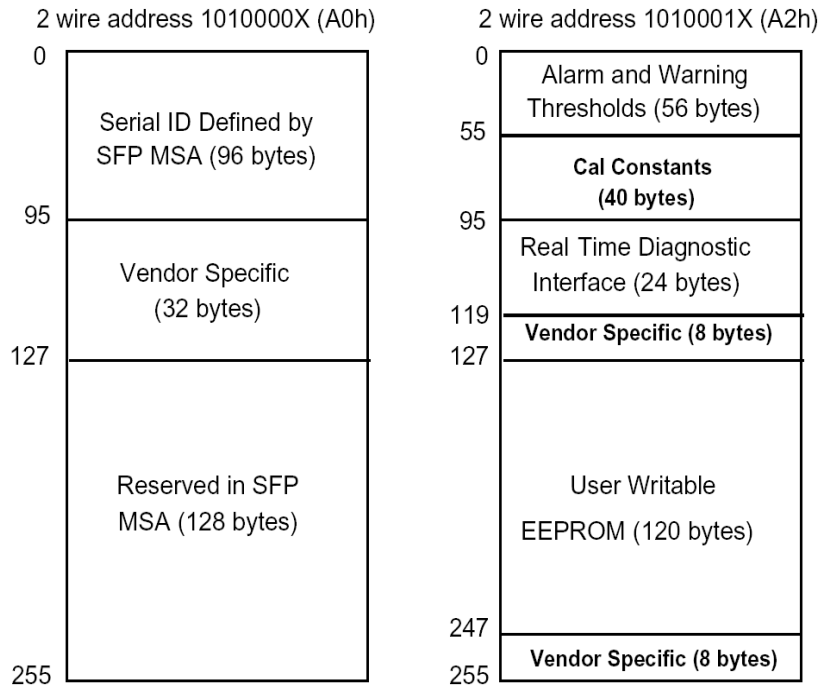 2 wire address 1010000X (A0h)
0
Serial ID Defined by
SFP MSA (96 bytes)
95
Vendor Specific
(32 bytes)
127
Reserved in SFP
MSA (128 bytes)
255
2 wire address 1010001X (A2h)
0
Alarm and Warning
Thresholds (56 bytes)
55
Cal Constants
(40 bytes)
95
Real Time Diagnostic
Interface (24 bytes)
119
Vendor Specific (8 bytes)
127
User Writable
EEPROM (120 bytes)
247
Vendor Specific (8 bytes)
255